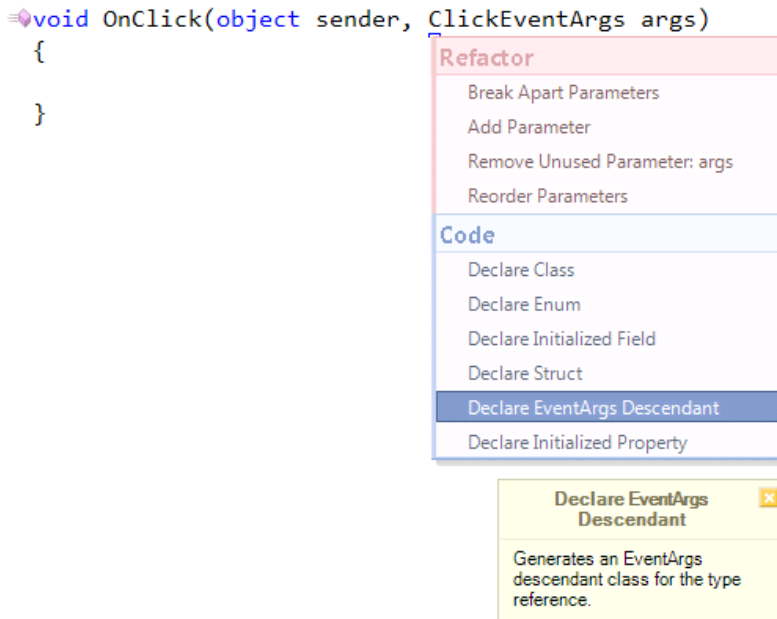 void OnClick(object sender, ClickEventArgs args)
{
}
Refactor
Break Apart Parameters
Add Parameter
Remove Unused Parameter: args
Reorder Parameters
Code
Declare Class
Declare Enum
Declare Initialized Field
Declare Struct
Declare EventArgs Descendant
Declare Initialized Property
Declare EventArgs
Descendant
Generates an EventArgs
descendant class for the type
reference.